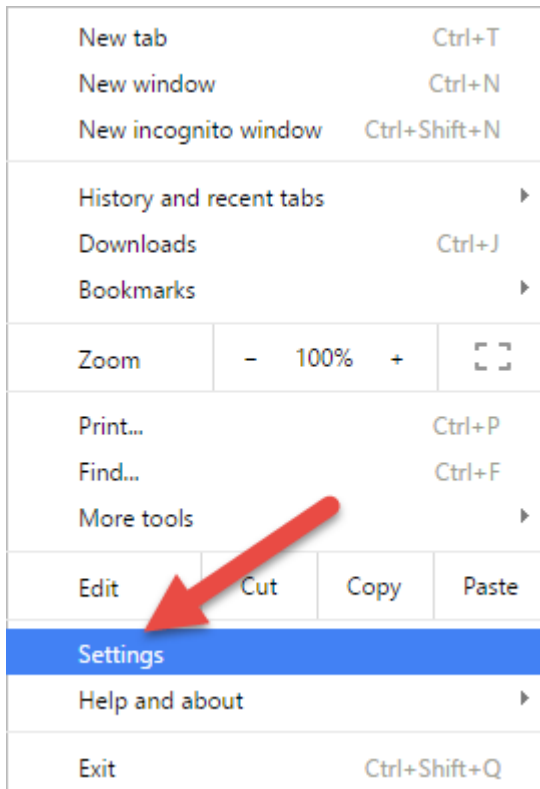 New tab Ctrl+T
New window Ctrl+N
New incognito window Ctrl+Shift+N
History and recent tabs
Downloads Ctrl+J
Bookmarks
Zoom - 100% +
Print... Ctrl+P
Find... Ctrl+F
More tools
Edit Cut Copy Paste
Settings
Help and about
Exit Ctrl+Shift+Q